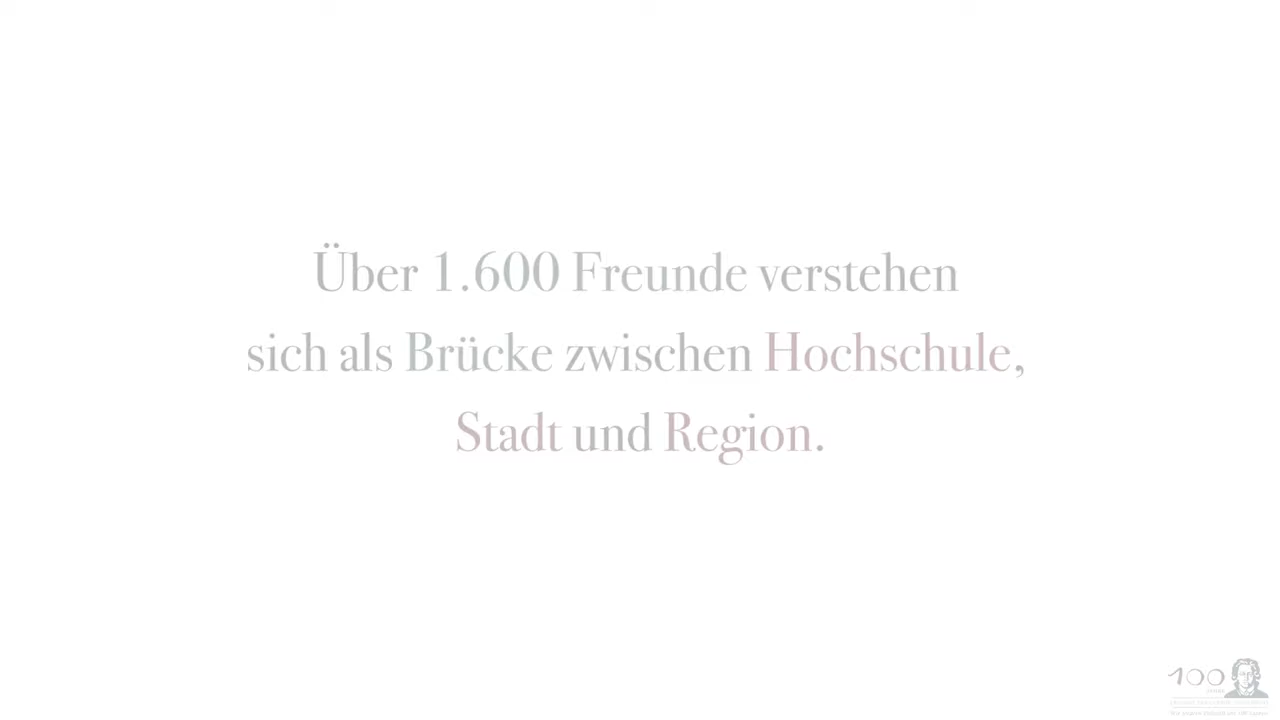 Über 1.600 Freunde verstehen
sich als Brücke zwischen Hochschule,
Stadt und Region.
100